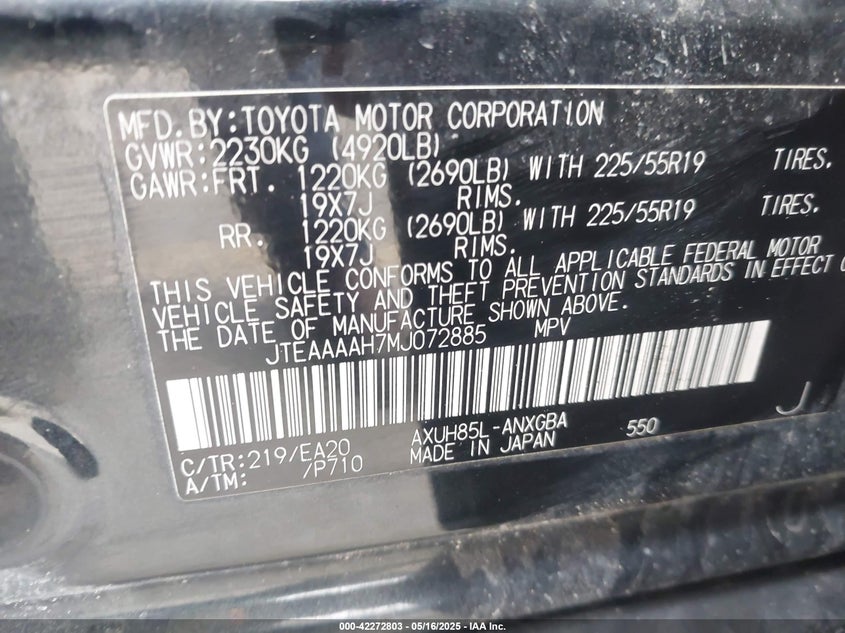 MFD.BY:TOYOTA MOTOR CORPORATION
GVWR:2230KG (4920LB)
GAWR:FRT. 1220KG (2690LB) WITH 225/55R19 TIRES.
19X7J RIMS.
RR. 1220KG (2690LB) WITH 225/55R19 TIRES.
19X7J RIMS.
THIS VEHICLE CONFORMS TO ALL APPLICABLE FEDERAL MOTOR
VEHICLE SAFETY AND THEFT PREVENTION STANDARDS IN EFFECT
THE DATE OF MANUFACTURE SHOWN ABOVE.
JTEAAAAH7MJ072885 MPV
C/TR:219/EA20 AXUH85L-ANXGBA 550 J
A/TM: /P710 MADE IN JAPAN
000-42272803 - 05/16/2025 - IAA Inc.